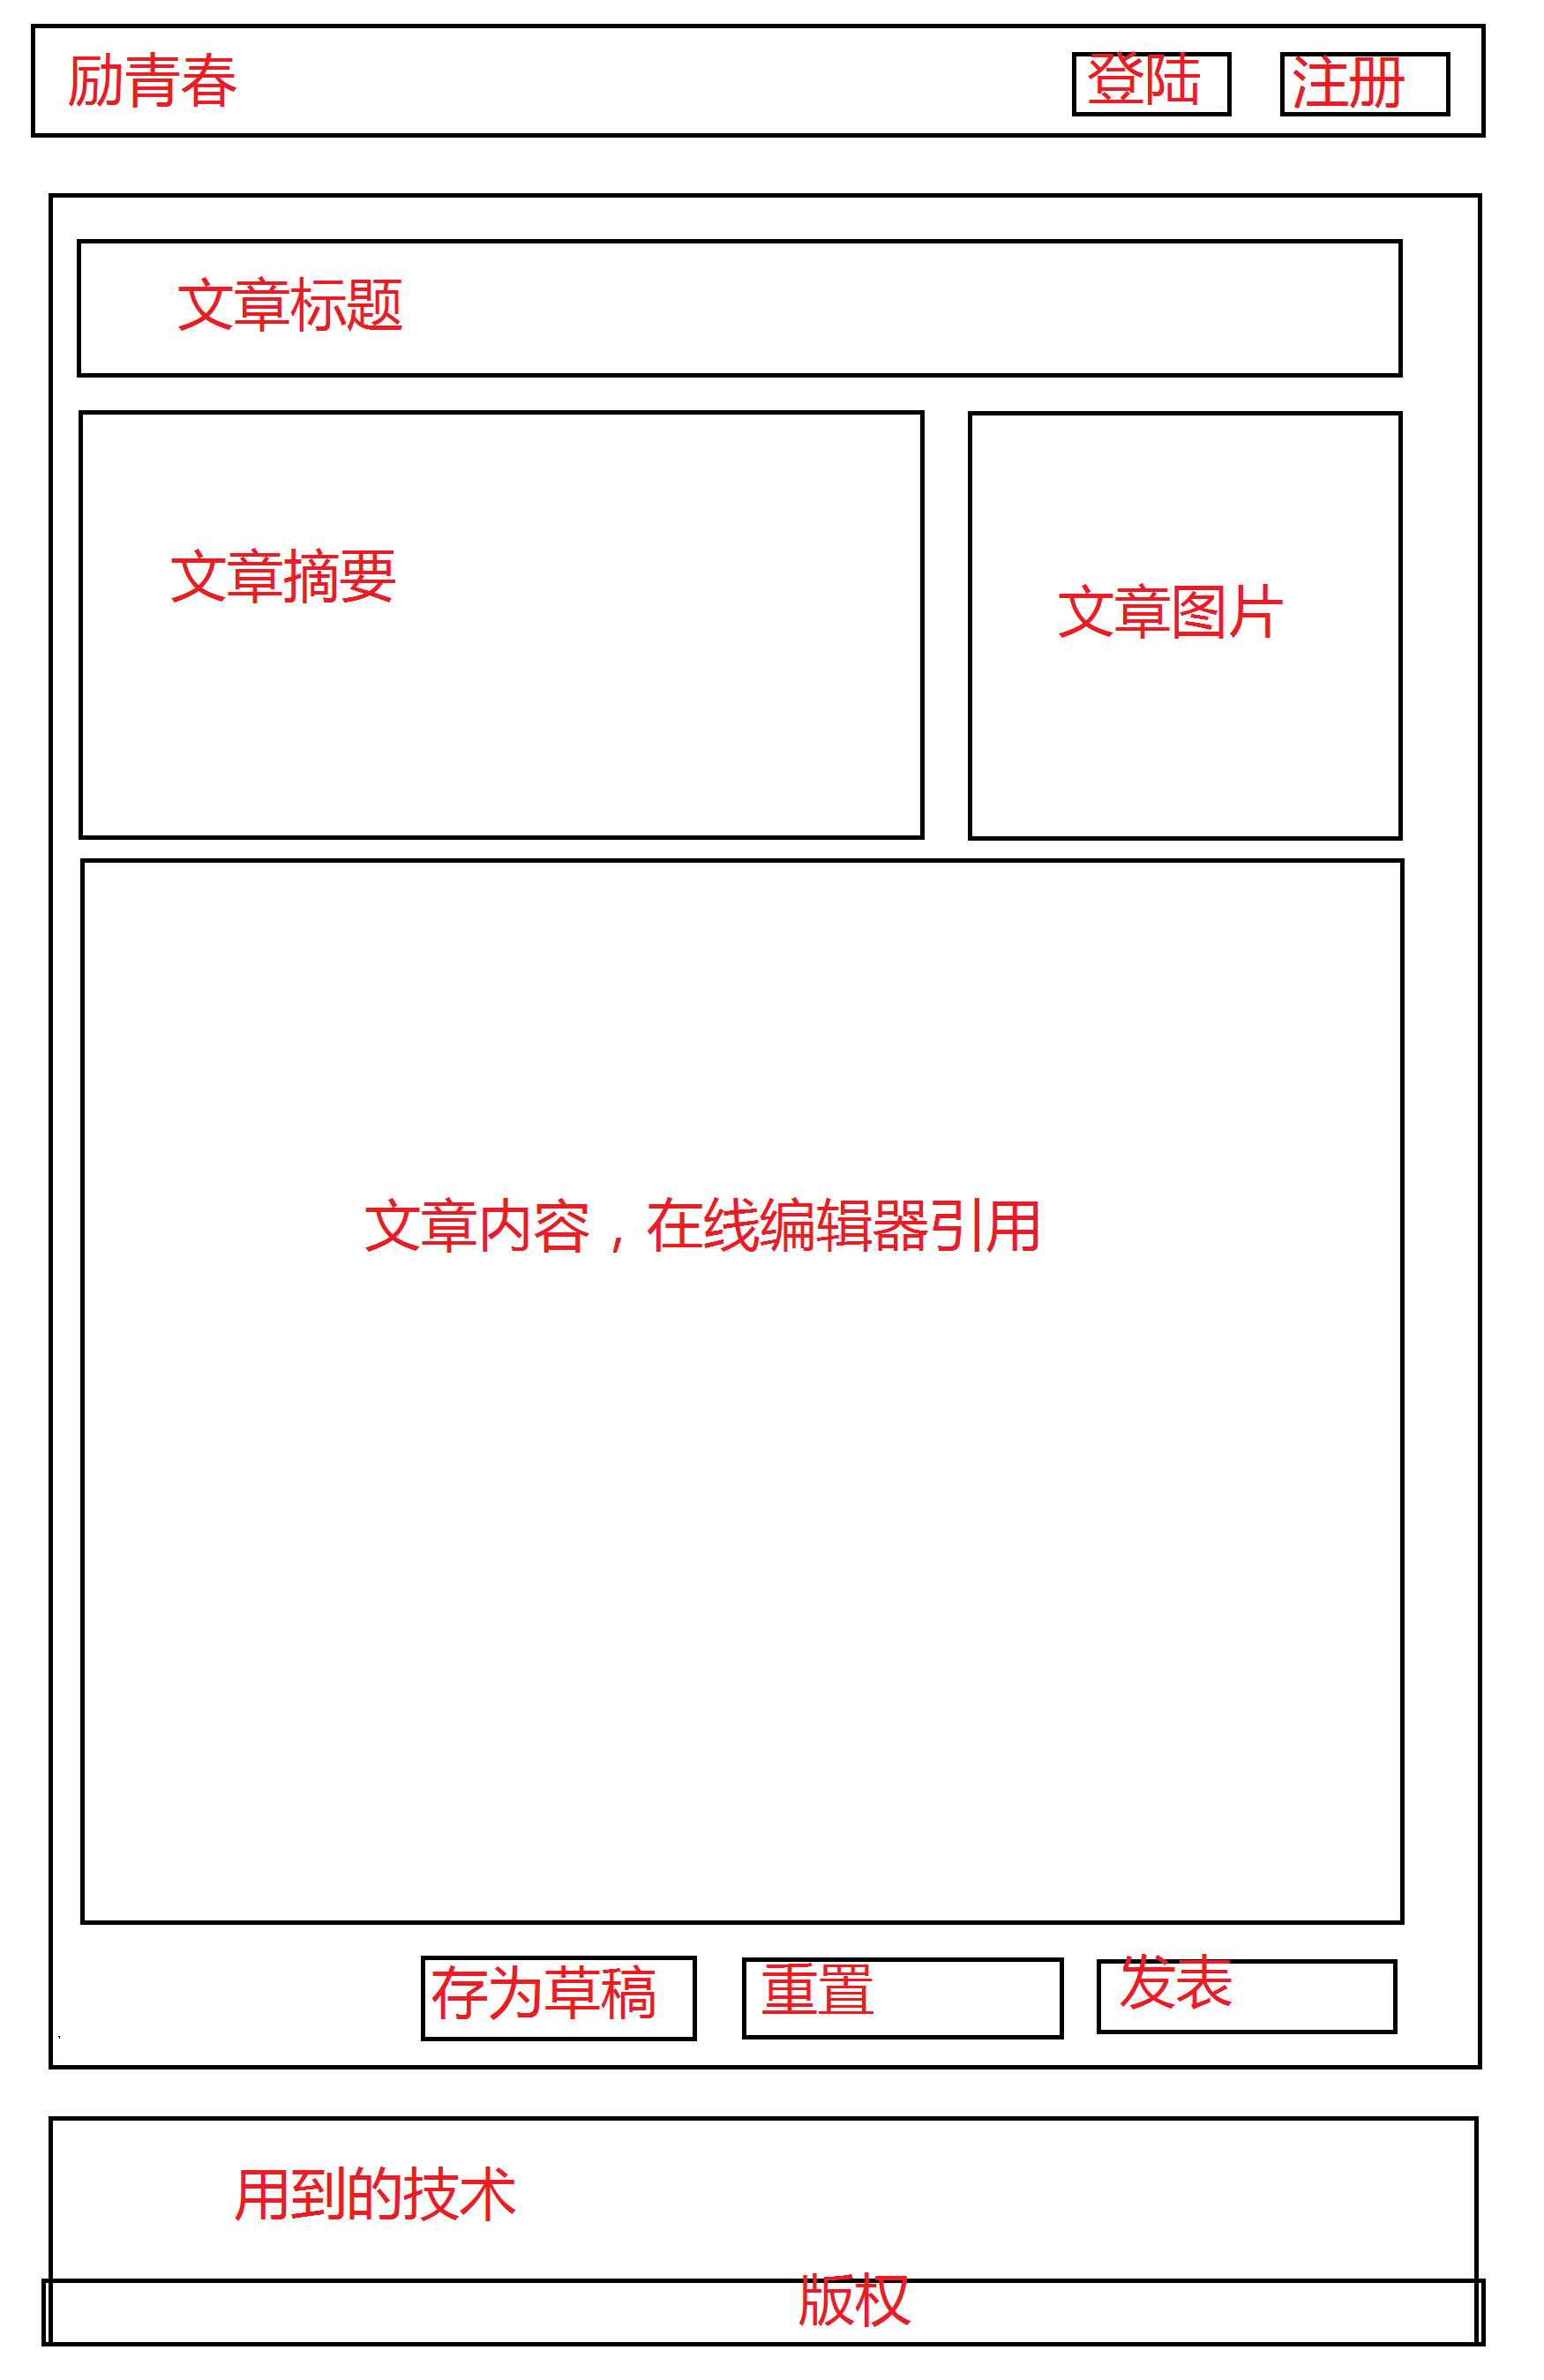 励青春
登陆
注册
文章标题
文章摘要
文章图片
文章内容，在线编辑器引用
存为草稿
重置
发表
用到的技术
版权